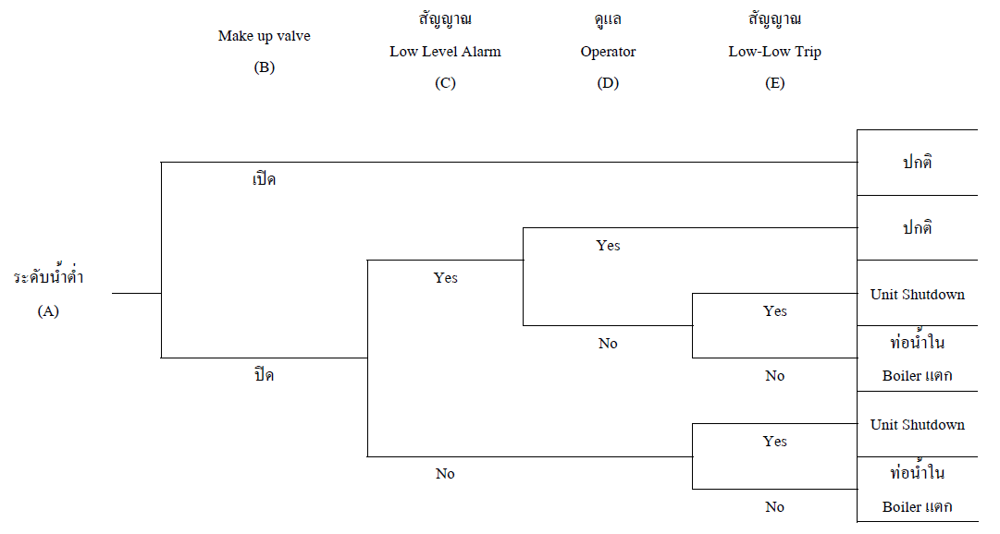 Make up valve
(B)
สัญญาณ
Low Level Alarm
(C)
ดูแล
Operator
(D)
สัญญาณ
Low-Low Trip
(E)
ปกติ
เปิด
ปกติ
Yes
ระดับน้ำต่ำ
(A)
Yes
Unit Shutdown
Yes
No
ท่อน้ำใน
Boiler แตก
No
ปิด
Unit Shutdown
Yes
No
ท่อน้ำใน
Boiler แตก
No